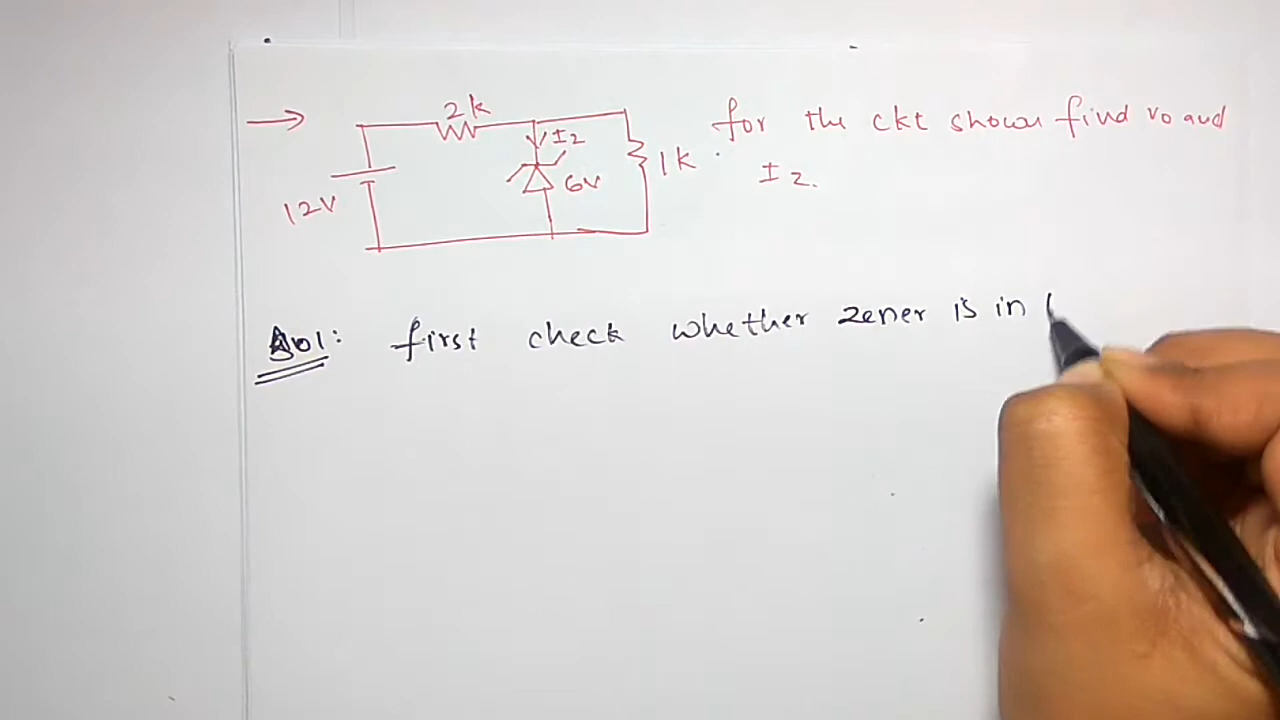 2k
I2
12V
6V
1k
for the ckt shown find vo and
Iz.
Sol: first check whether zener is in